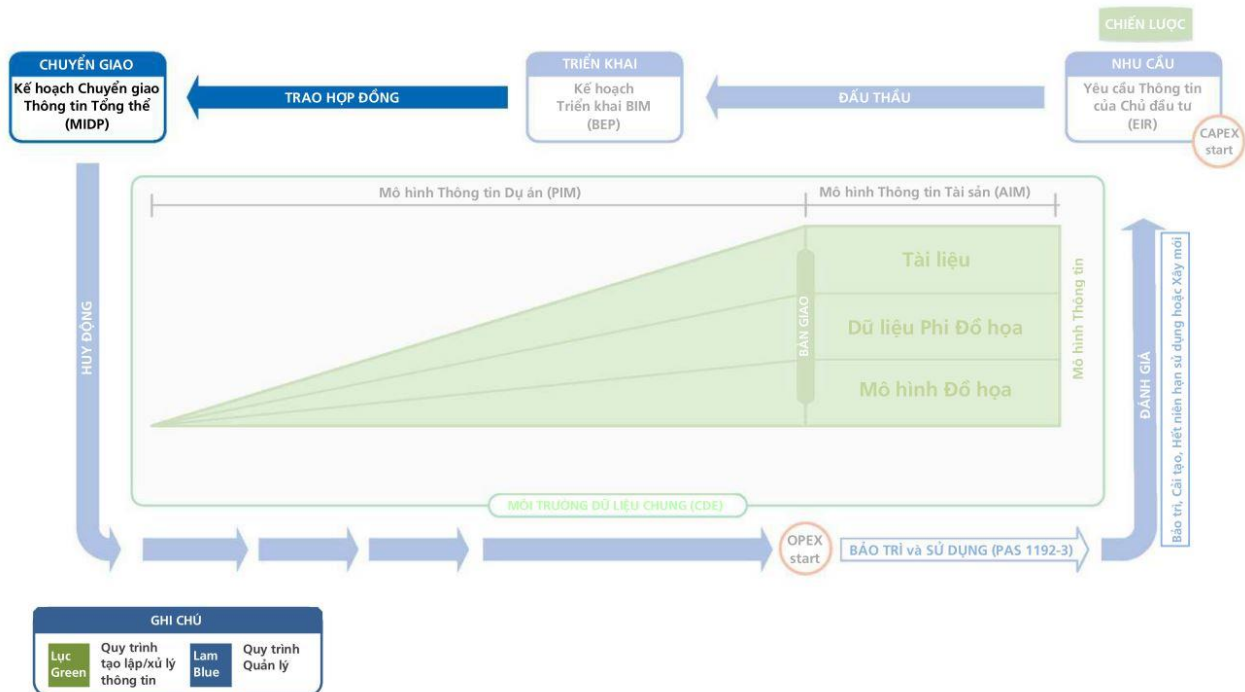 CHIẾN LƯỢC
CHUYỂN GIAO
Kế hoạch Chuyển giao
Thông tin Tổng thể
(MIDP)
TRAO HỢP ĐỒNG
TRIỂN KHAI
Kế hoạch
Triển khai BIM
(BEP)
ĐẤU THẦU
NHU CẦU
Yêu cầu Thông tin
của Chủ đầu tư
(EIR)
CAPEX
start
Mô hình Thông tin Dụ án (PIM)
Mô hình Thông tin Tài sản (AIM)
Tài liệu
Dữ liệu Phi Đồ họa
Mô hình Đồ họa
BÀN GIAO
Mô hình Thông tin
HUY ĐỘNG
ĐÁNH GIÁ
Bảo trì, Cải tạo, Hết niên hạn sử dụng hoặc Xây mới
MÔI TRƯỜNG DỮ LIỆU CHUNG (CDE)
OPEX
start
BẢO TRÌ và SỬ DỤNG (PAS 1192-3)
GHI CHÚ
Lục
Green
Quy trình
tạo lập/xủ lý
thông tin
Lam
Blue
Quy trình
Quản lý